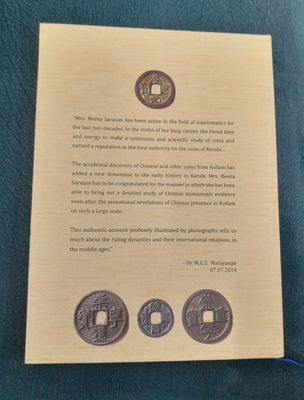 "Mrs. Beena Sarasan has been active in the field of numismatics for
the last two decades. In the midst of her busy career, she found time
and energy to make a systematic and scientific study of coins and
earned a reputation as the best authority on the coins of Kerala...
The accidental discovery of Chinese and other coins from Kollam has
added a new dimension to the early history in Kerala. Mrs. Beena
Sarasan has to be congratulated for the manner in which she has been
able to bring out a detailed study of Chinese numismatic evidence
soon after the sensational revelations of Chinese presence in Kollam
on such a large scale...
This authentic account profusely illustrated by photographs tells us
much about the ruling dynasties and their international relations, in
the middle ages."
- Dr. M.G.S. Narayanan
07.07.2014